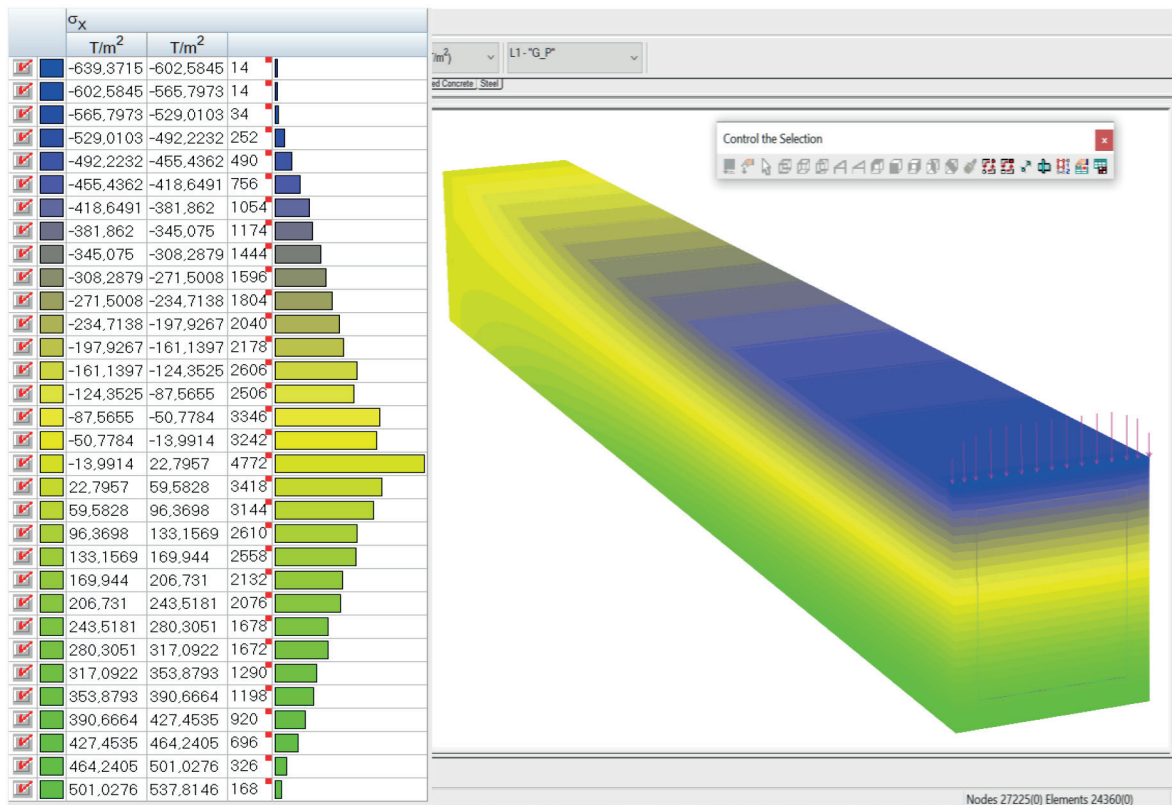 σX
T/m² T/m²
-639,3715 -602,5845 14
-602,5845 -565,7973 14
-565,7973 -529,0103 34
-529,0103 -492,2232 252
-492,2232 -455,4362 490
-455,4362 -418,6491 756
-418,6491 -381,862 1054
-381,862 -345,075 1174
-345,075 -308,2879 1444
-308,2879 -271,5008 1596
-271,5008 -234,7138 1804
-234,7138 -197,9267 2040
-197,9267 -161,1397 2178
-161,1397 -124,3525 2606
-124,3525 -87,5655 2506
-87,5655 -50,7784 3346
-50,7784 -13,9914 3242
-13,9914 22,7957 4772
22,7957 59,5828 3418
59,5828 96,3698 3144
96,3698 133,1569 2610
133,1569 169,944 2558
169,944 206,731 2132
206,731 243,5181 2076
243,5181 280,3051 1678
280,3051 317,0922 1672
317,0922 353,8793 1290
353,8793 390,6664 1198
390,6664 427,4535 920
427,4535 464,2405 696
464,2405 501,0276 326
501,0276 537,8146 168
/m²) L1 - "G_P"
ed Concrete Steel
Control the Selection
Nodes 27225(0) Elements 24360(0)